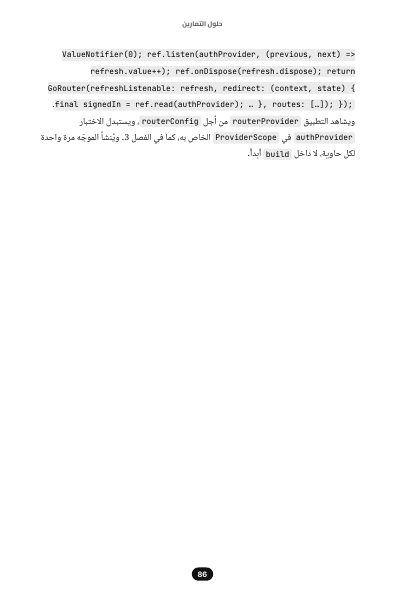 حلول التمارين
ValueNotifier(0); ref.listen(authProvider, (previous, next) =>
refresh.value++); ref.onDispose(refresh.dispose); return
GoRouter(refreshListenable: refresh, redirect: (context, state) {
final signedIn = ref.read(authProvider); … }, routes: […]); });.
ويشاهد التطبيق routerProvider من أجل routerConfig، ويستبدل الاختبار
authProvider في ProviderScope الخاص به، كما في الفصل 3. ويُنشأ الموجّه مرة واحدة
لكل حاوية، لا داخل build أبدًا.
86